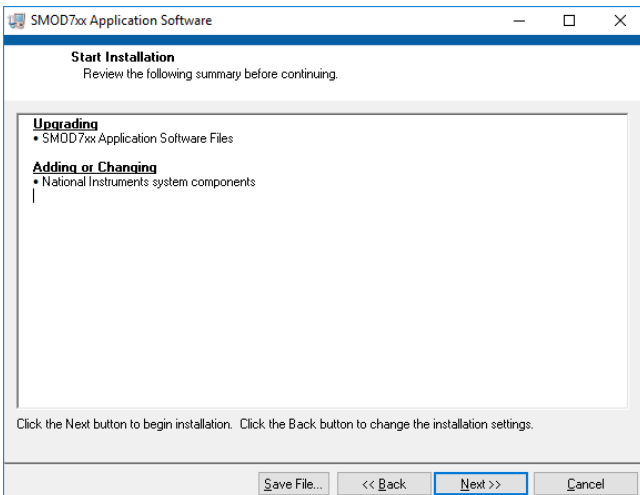 SMOD7xx Application Software
Start Installation
Review the following summary before continuing.
Upgrading
• SMOD7xx Application Software Files
Adding or Changing
• National Instruments system components
Click the Next button to begin installation. Click the Back button to change the installation settings.
Save File... << Back Next >> Cancel